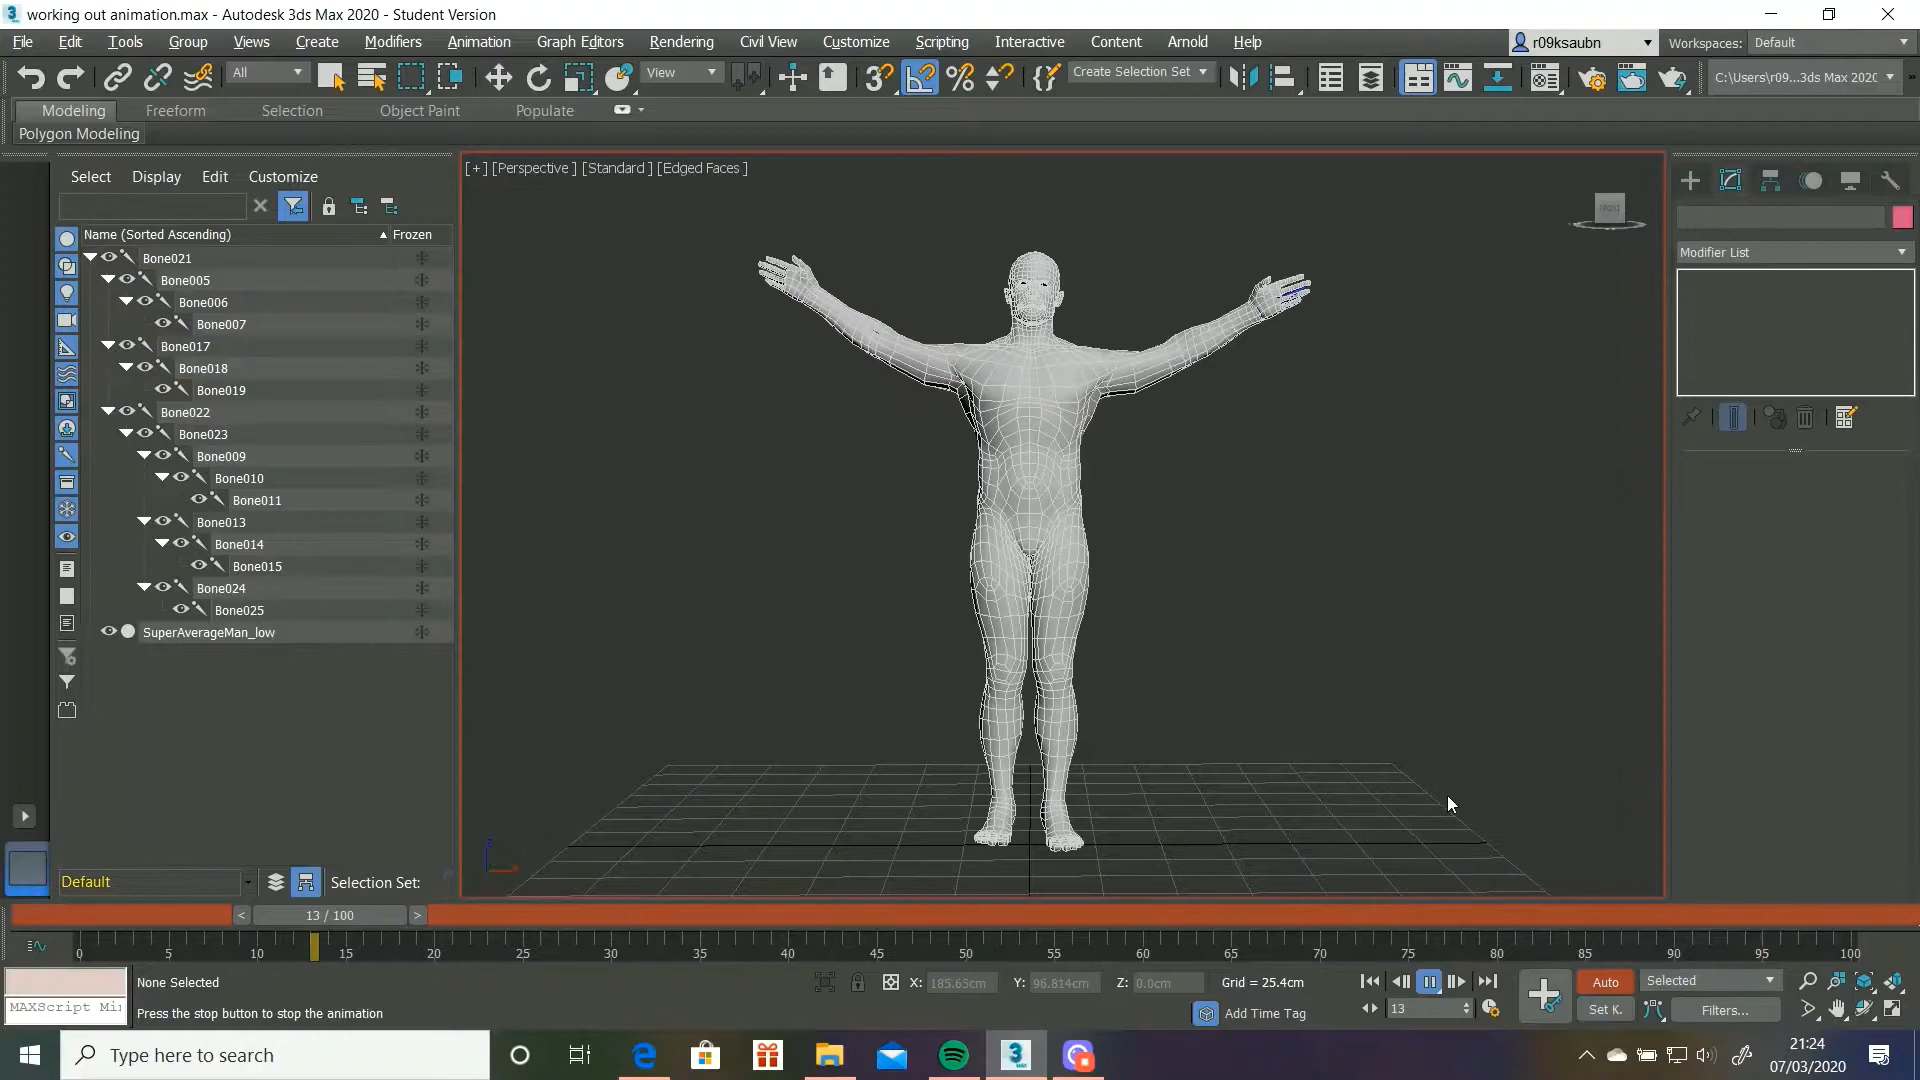 working out animation.max - Autodesk 3ds Max 2020 - Student Version
File Edit Tools Group Views Create Modifiers Animation Graph Editors Rendering Civil View Customize Scripting Interactive Content Arnold Help
r09ksaubn
Workspaces: Default
All
View
Create Selection Set
C:\Users\r09...3ds Max 2020
Modeling Freeform Selection Object Paint Populate
Polygon Modeling
Select Display Edit Customize
Name (Sorted Ascending) Frozen
Bone021
Bone005
Bone006
Bone007
Bone017
Bone018
Bone019
Bone022
Bone023
Bone009
Bone010
Bone011
Bone013
Bone014
Bone015
Bone024
Bone025
SuperAverageMan_low
Default
Selection Set:
[+] [Perspective ] [Standard ] [Edged Faces ]
FRONT
Modifier List
< 13 / 100 >
0 5 10 15 20 25 30 35 40 45 50 55 60 65 70 75 80 85 90 95 100
None Selected
X: 185.65cm Y: 96.814cm Z: 0.0cm Grid = 25.4cm
Auto Selected
MAXScript Mi
Press the stop button to stop the animation
Add Time Tag
13
Set K. Filters...
Type here to search
21:24
07/03/2020